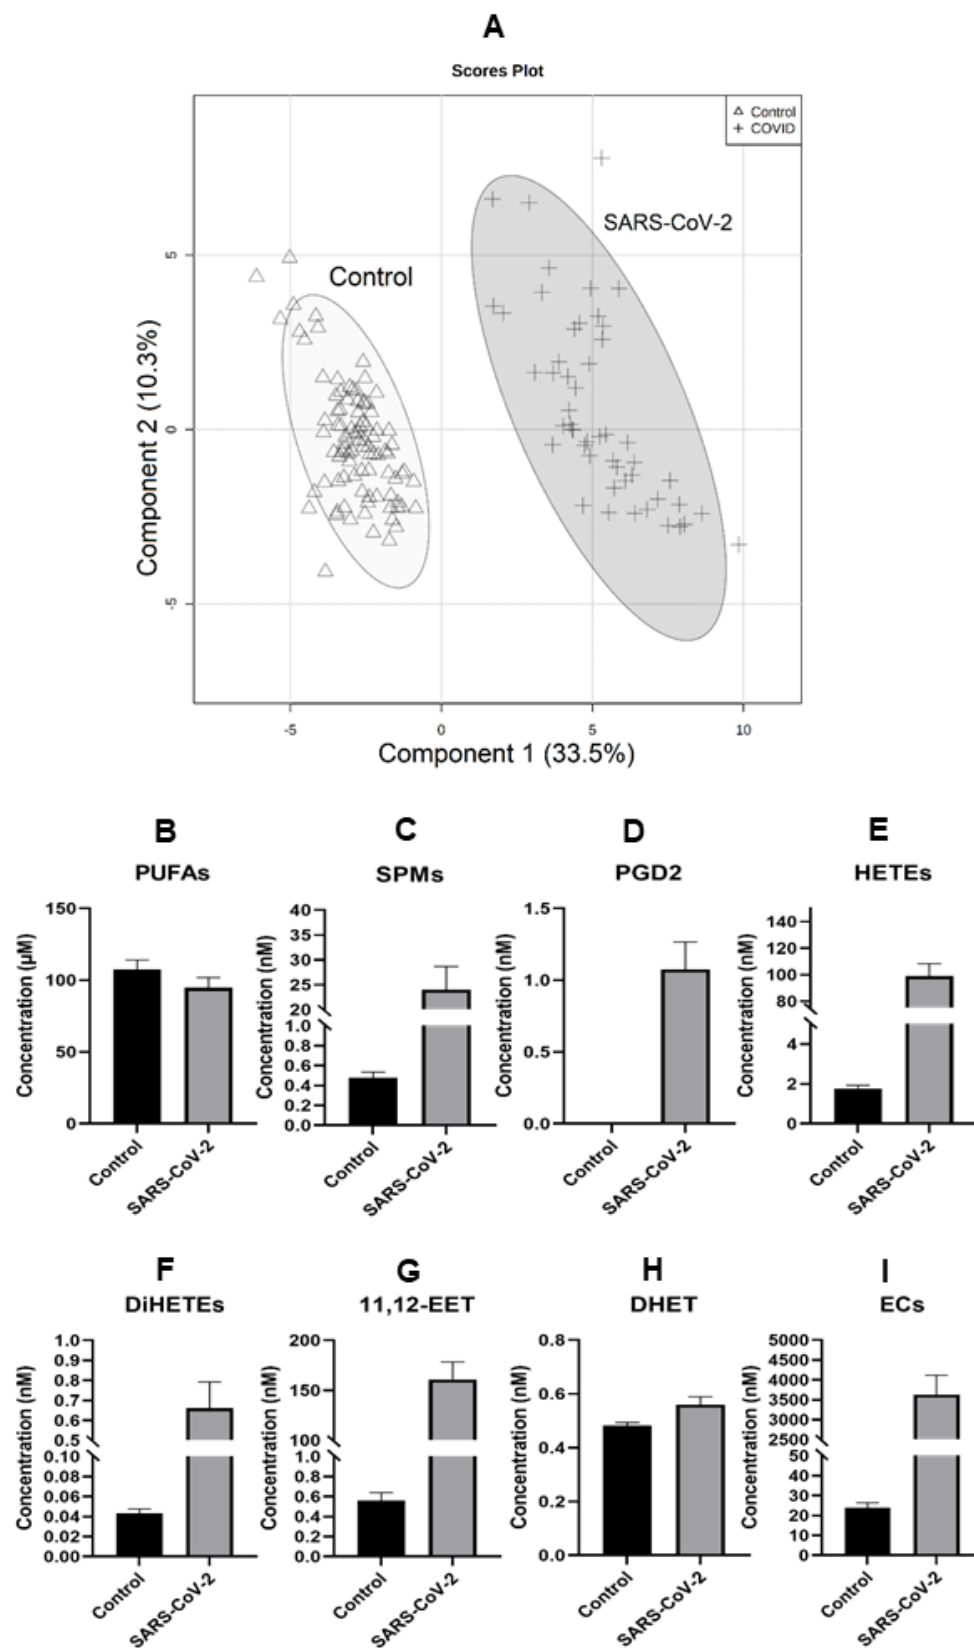 A
Scores Plot
△ Control
+ COVID
SARS-CoV-2
Control
Component 2 (10.3%)
5
0
-5
-5 0 5 10
Component 1 (33.5%)
B C D E
PUFAs SPMs PGD2 HETEs
Concentration (µM)
150
100
50
0
Control SARS-CoV-2
Concentration (nM)
40
35
30
25
20
1.0
0.8
0.6
0.4
0.2
0.0
Control SARS-CoV-2
Concentration (nM)
1.5
1.0
0.5
0.0
Control SARS-CoV-2
Concentration (nM)
140
120
100
80
4
2
0
Control SARS-CoV-2
F G H I
DiHETEs 11,12-EET DHET ECs
Concentration (nM)
1.0
0.9
0.8
0.7
0.6
0.5
0.10
0.08
0.06
0.04
0.02
0.00
Control SARS-CoV-2
Concentration (nM)
200
150
100
1.0
0.8
0.6
0.4
0.2
0.0
Control SARS-CoV-2
Concentration (nM)
0.8
0.6
0.4
0.2
0.0
Control SARS-CoV-2
Concentration (nM)
5000
4500
4000
3500
3000
2500
50
40
30
20
10
0
Control SARS-CoV-2